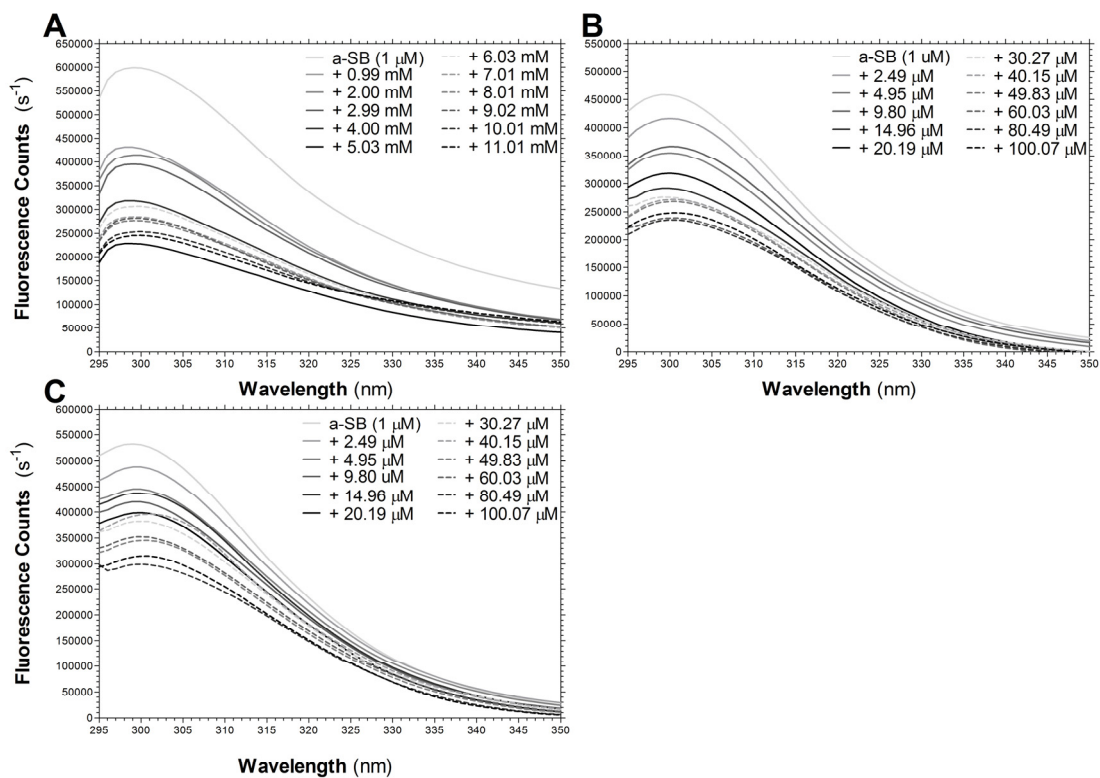 A
Fluorescence Counts (s⁻¹)
650000
600000
550000
500000
450000
400000
350000
300000
250000
200000
150000
100000
50000
0
a-SB (1 μM)
+ 0.99 mM
+ 2.00 mM
+ 2.99 mM
+ 4.00 mM
+ 5.03 mM
+ 6.03 mM
+ 7.01 mM
+ 8.01 mM
+ 9.02 mM
+ 10.01 mM
+ 11.01 mM
295 300 305 310 315 320 325 330 335 340 345 350
Wavelength (nm)
B
550000
500000
450000
400000
350000
300000
250000
200000
150000
100000
50000
0
a-SB (1 uM)
+ 2.49 μM
+ 4.95 μM
+ 9.80 μM
+ 14.96 μM
+ 20.19 μM
+ 30.27 μM
+ 40.15 μM
+ 49.83 μM
+ 60.03 μM
+ 80.49 μM
+ 100.07 μM
295 300 305 310 315 320 325 330 335 340 345 350
Wavelength (nm)
C
Fluorescence Counts (s⁻¹)
600000
550000
500000
450000
400000
350000
300000
250000
200000
150000
100000
50000
0
a-SB (1 μM)
+ 2.49 μM
+ 4.95 μM
+ 9.80 uM
+ 14.96 μM
+ 20.19 μM
+ 30.27 μM
+ 40.15 μM
+ 49.83 μM
+ 60.03 μM
+ 80.49 μM
+ 100.07 μM
295 300 305 310 315 320 325 330 335 340 345 350
Wavelength (nm)